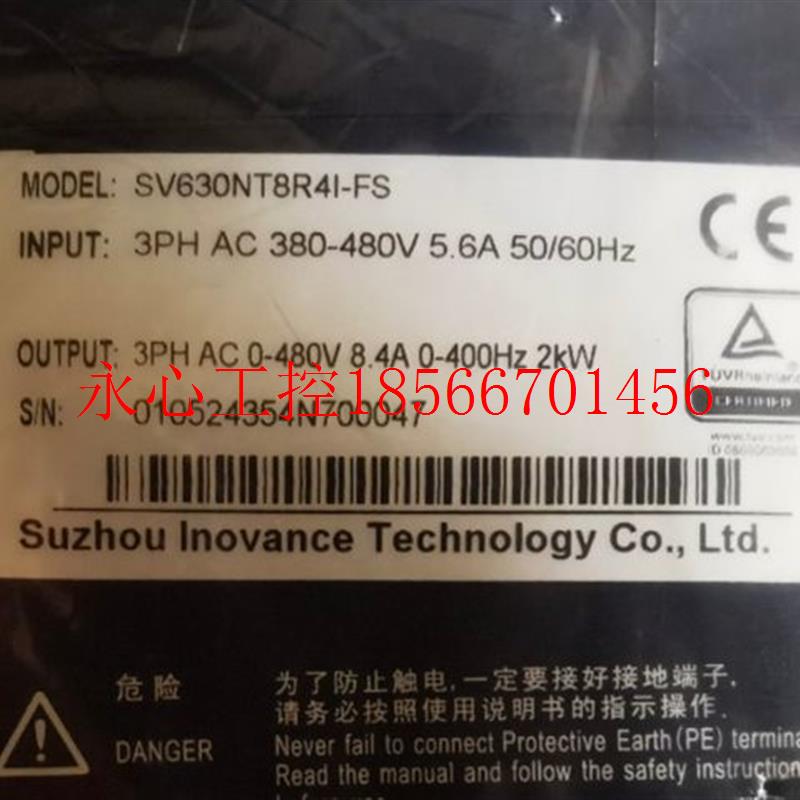 MODEL: SV630NT8R4I-FS
INPUT: 3PH AC 380-480V 5.6A 50/60Hz
CE
OUTPUT: 3PH AC 0-480V 8.4A 0-400Hz 2kW
永心工控18566701456
S/N: 010524354N700047
CERTIFIED
Suzhou Inovance Technology Co., Ltd.
危险
为了防止触电,一定要接好接地端子.
请务必按照使用说明书的指示操作.
DANGER
Never fail to connect Protective Earth(PE) termina
Read the manual and follow the safety instruction